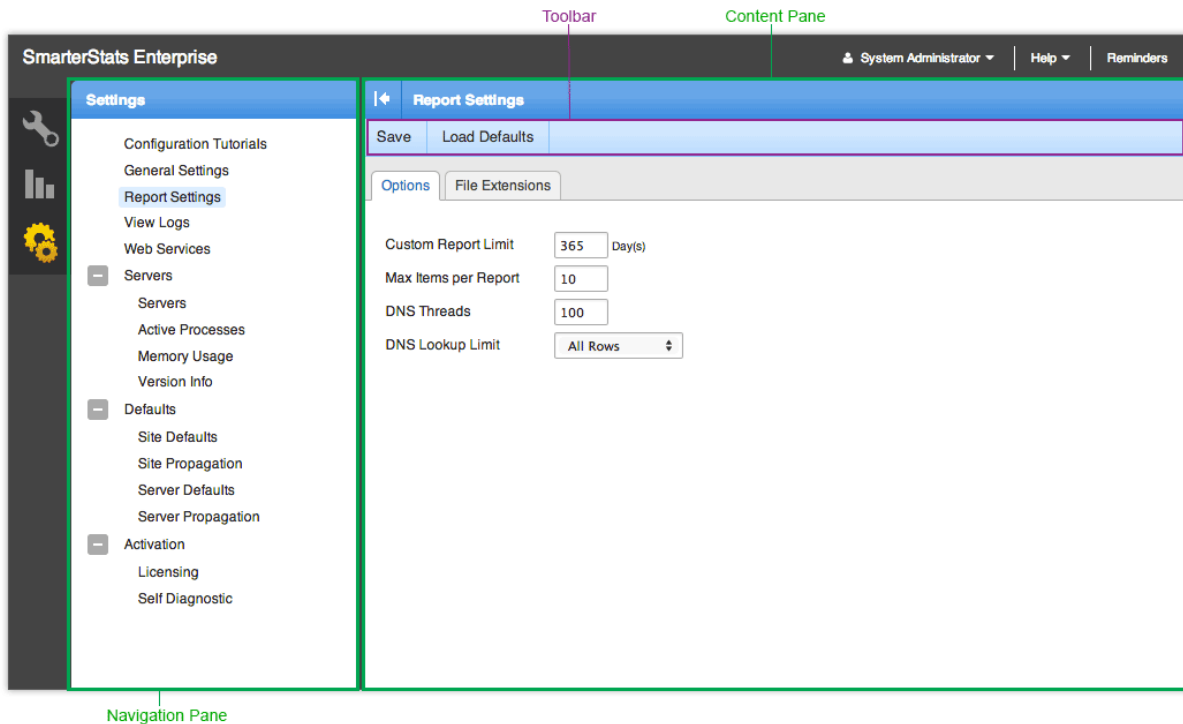 Toolbar
Content Pane
SmarterStats Enterprise
System Administrator
Help
Reminders
Settings
Configuration Tutorials
General Settings
Report Settings
View Logs
Web Services
Servers
Servers
Active Processes
Memory Usage
Version Info
Defaults
Site Defaults
Site Propagation
Server Defaults
Server Propagation
Activation
Licensing
Self Diagnostic
Report Settings
Save
Load Defaults
Options
File Extensions
Custom Report Limit 365 Day(s)
Max Items per Report 10
DNS Threads 100
DNS Lookup Limit All Rows
Navigation Pane